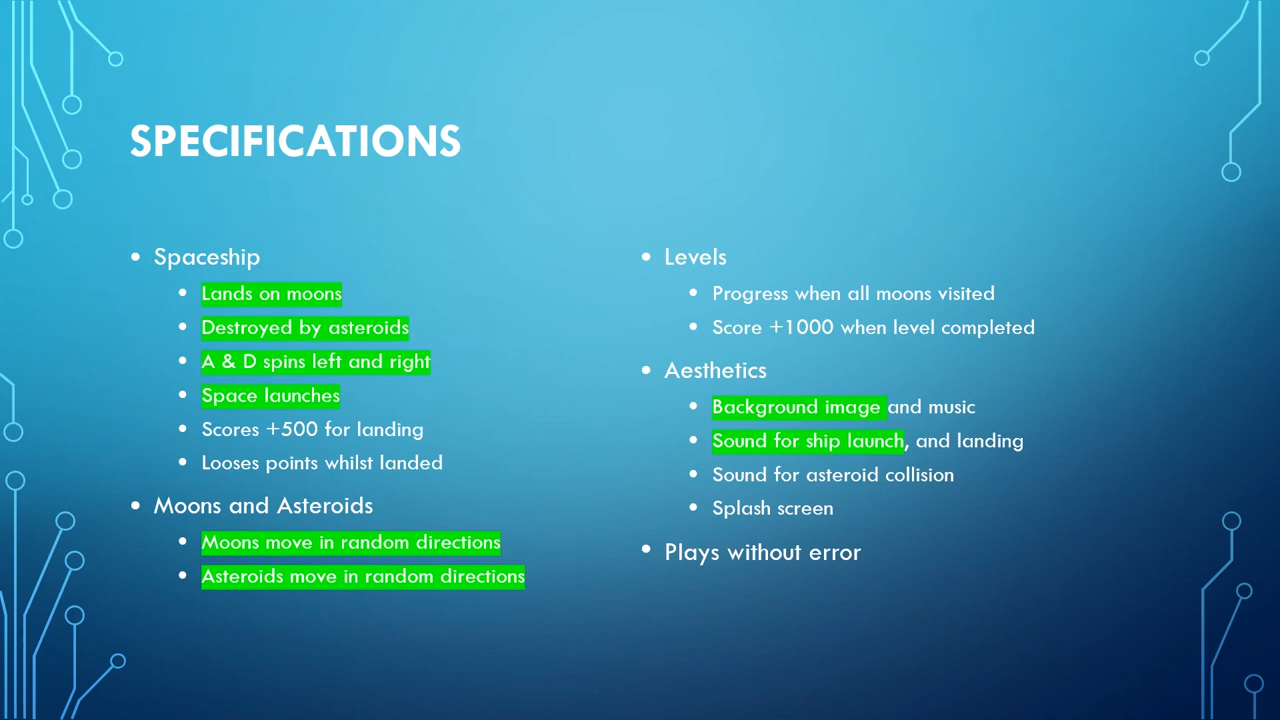 SPECIFICATIONS
• Spaceship
• Lands on moons
• Destroyed by asteroids
• A & D spins left and right
• Space launches
• Scores +500 for landing
• Looses points whilst landed
• Moons and Asteroids
• Moons move in random directions
• Asteroids move in random directions
• Levels
• Progress when all moons visited
• Score +1000 when level completed
• Aesthetics
• Background image and music
• Sound for ship launch, and landing
• Sound for asteroid collision
• Splash screen
• Plays without error